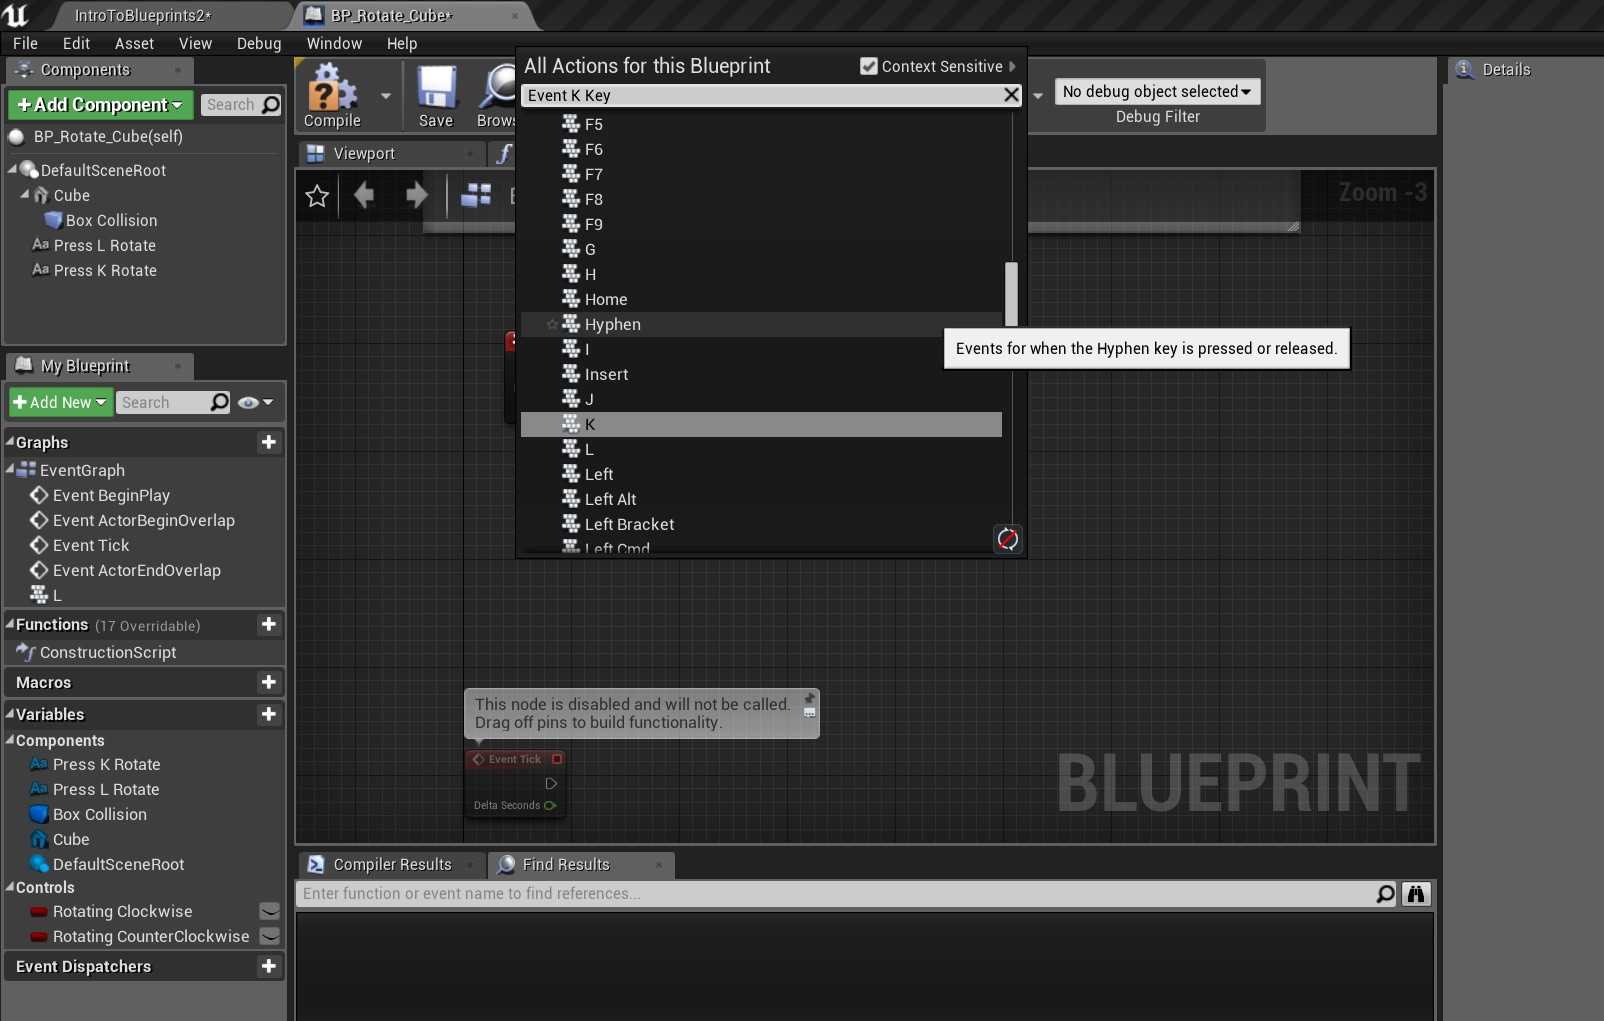 IntroToBlueprints2*
BP_Rotate_Cube*
File Edit Asset View Debug Window Help
Components
Add Component
Search
BP_Rotate_Cube(self)
DefaultSceneRoot
Cube
Box Collision
Aa Press L Rotate
Aa Press K Rotate
My Blueprint
Add New
Search
Graphs
EventGraph
Event BeginPlay
Event ActorBeginOverlap
Event Tick
Event ActorEndOverlap
L
Functions (17 Overridable)
ConstructionScript
Macros
Variables
Components
Aa Press K Rotate
Aa Press L Rotate
Box Collision
Cube
DefaultSceneRoot
Controls
Rotating Clockwise
Rotating CounterClockwise
Event Dispatchers
Compile
Save
Viewport
All Actions for this Blueprint
Context Sensitive
Event K Key
F5
F6
F7
F8
F9
G
H
Home
Hyphen
I
Insert
J
K
L
Left
Left Alt
Left Bracket
Left Cmd
Events for when the Hyphen key is pressed or released.
No debug object selected
Debug Filter
Zoom -3
This node is disabled and will not be called.
Drag off pins to build functionality.
Event Tick
Delta Seconds
BLUEPRINT
Compiler Results
Find Results
Enter function or event name to find references...
Details